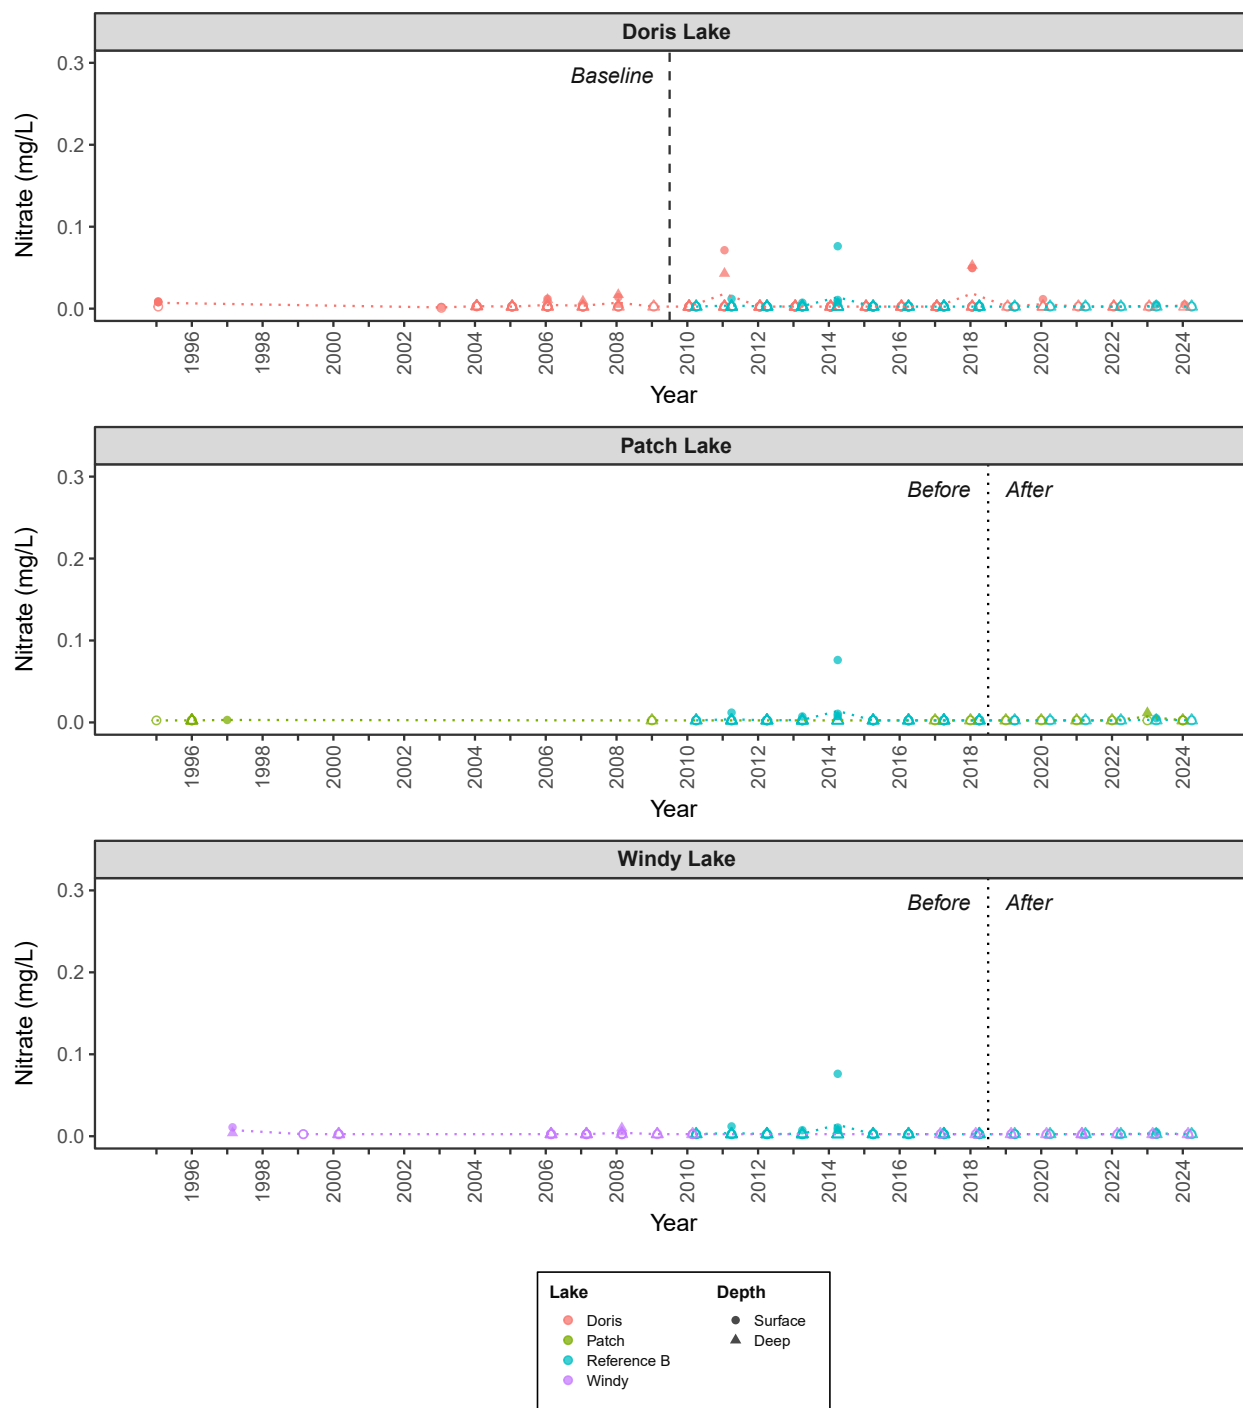 Doris Lake
Nitrate (mg/L)
0.3
0.2
0.1
0.0
Baseline
1996 1998 2000 2002 2004 2006 2008 2010 2012 2014 2016 2018 2020 2022 2024
Year
Patch Lake
Nitrate (mg/L)
0.3
0.2
0.1
0.0
Before After
1996 1998 2000 2002 2004 2006 2008 2010 2012 2014 2016 2018 2020 2022 2024
Year
Windy Lake
Nitrate (mg/L)
0.3
0.2
0.1
0.0
Before After
1996 1998 2000 2002 2004 2006 2008 2010 2012 2014 2016 2018 2020 2022 2024
Year
Lake
Doris
Patch
Reference B
Windy
Depth
Surface
Deep